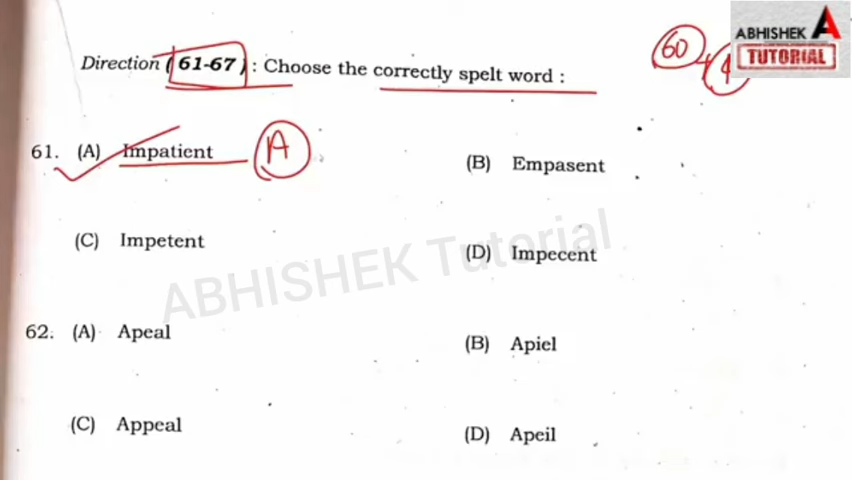 60
ABHISHEK A
TUTORIAL
Direction (61-67) : Choose the correctly spelt word :
61. (A) Impatient A
(B) Empasent
(C) Impetent
(D) Impecent
ABHISHEK Tutorial
62. (A) Apeal
(B) Apiel
(C) Appeal
(D) Apeil